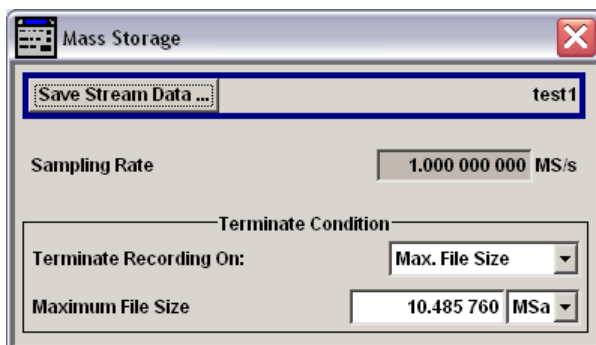 Mass Storage
Save Stream Data ... test1
Sampling Rate 1.000 000 000 MS/s
Terminate Condition
Terminate Recording On: Max. File Size
Maximum File Size 10.485 760 MSa